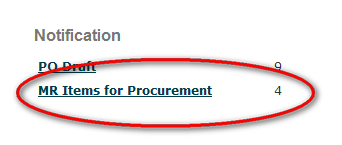 Notification
PO Draft 9
MR Items for Procurement 4